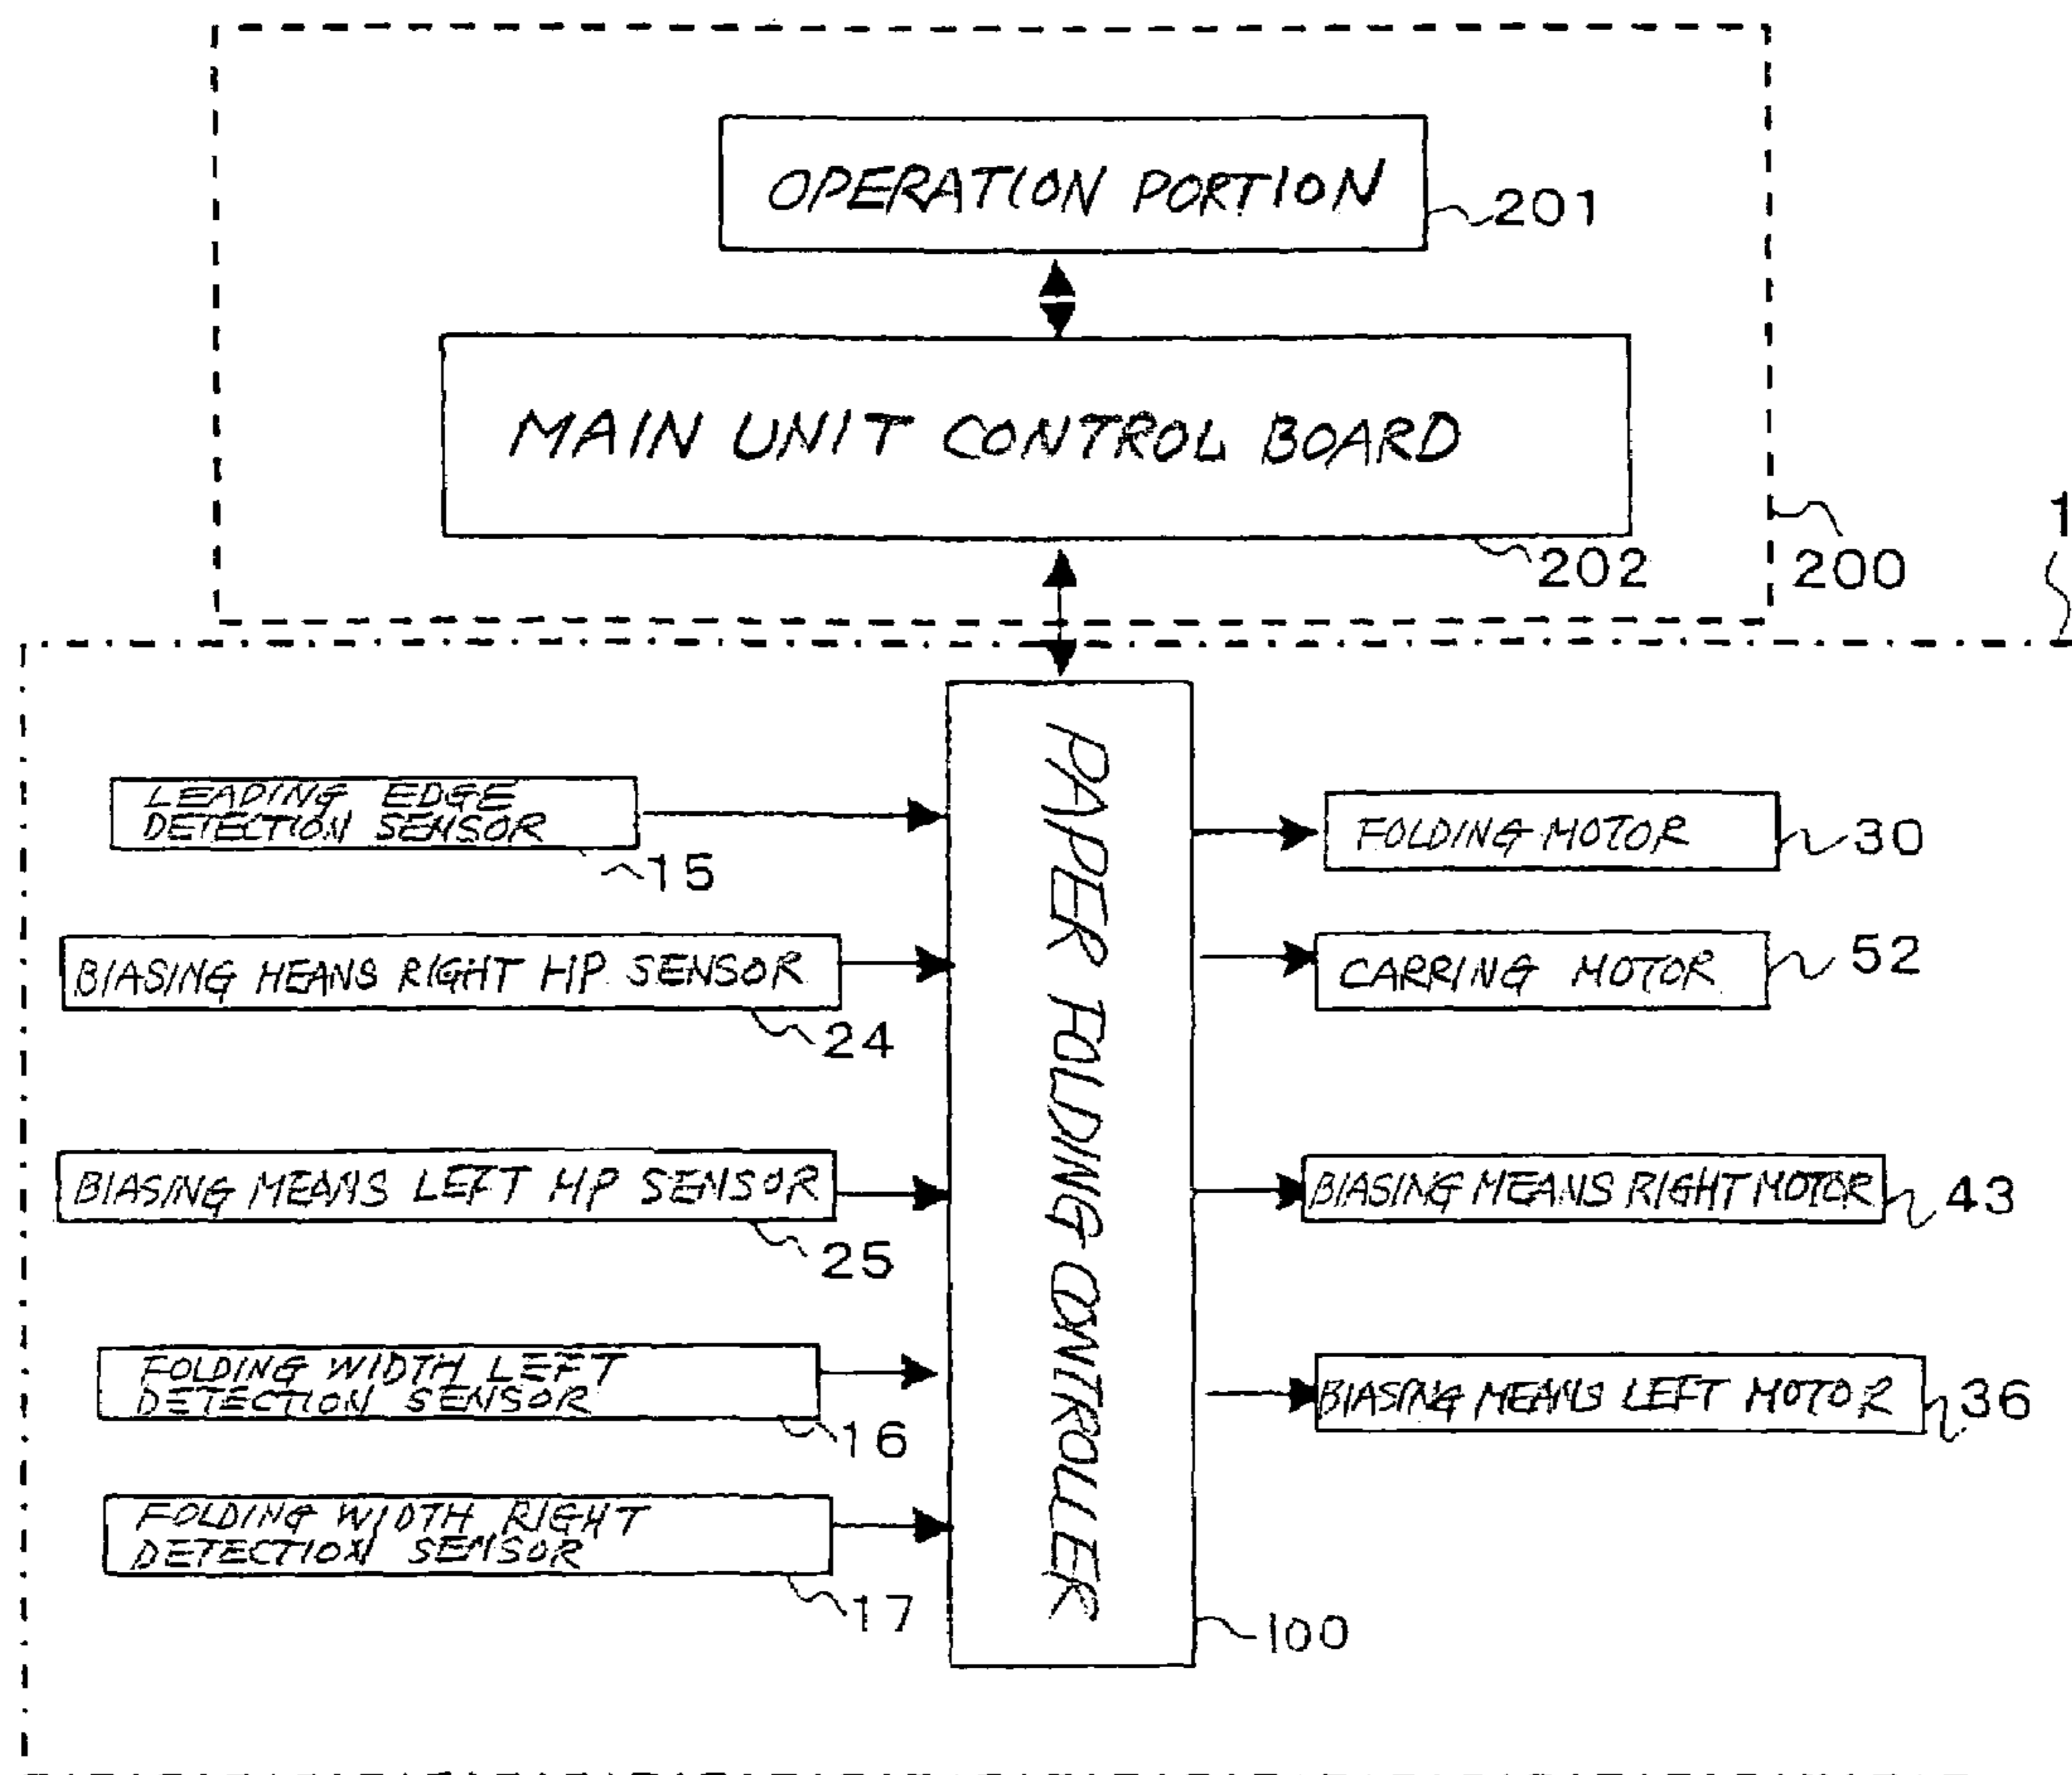 OPERATION PORTION
201
MAIN UNIT CONTROL BOARD
202
200
1
LEADING EDGE
DETECTION SENSOR
15
BIASING MEANS RIGHT HP SENSOR
24
BIASING MEANS LEFT HP SENSOR
25
FOLDING WIDTH LEFT
DETECTION SENSOR
16
FOLDING WIDTH RIGHT
DETECTION SENSOR
17
PAPER FOLDING CONTROLLER
100
FOLDING MOTOR
30
CARRING MOTOR
52
BIASING MEANS RIGHT MOTOR
43
BIASING MEANS LEFT MOTOR
36